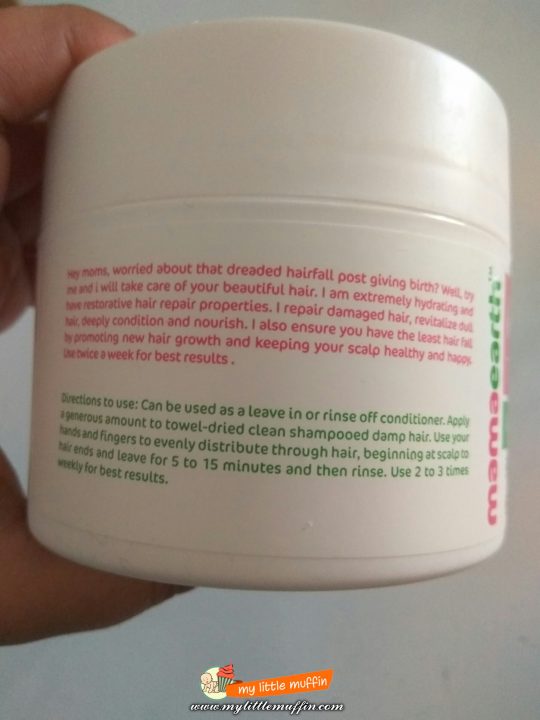 Hey moms, worried about that dreaded hairfall post giving birth? Well, try
me and i will take care of your beautiful hair. I am extremely hydrating and
have restorative hair repair properties. I repair damaged hair, revitalize dull
hair, deeply condition and nourish. I also ensure you have the least hair fall
by promoting new hair growth and keeping your scalp healthy and happy.
Use twice a week for best results .
Directions to use: Can be used as a leave in or rinse off conditioner. Apply
a generous amount to towel-dried clean shampooed damp hair. Use your
hands and fingers to evenly distribute through hair, beginning at scalp to
hair ends and leave for 5 to 15 minutes and then rinse. Use 2 to 3 times
weekly for best results.
mamaearth™
my little muffin
www.mylittlemuffin.com